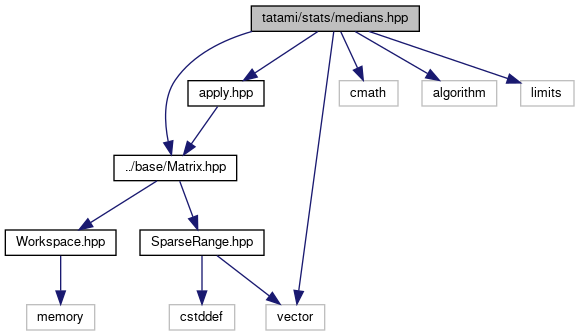 tatami/stats/medians.hpp
apply.hpp
cmath
algorithm
limits
../base/Matrix.hpp
Workspace.hpp
SparseRange.hpp
memory
cstddef
vector